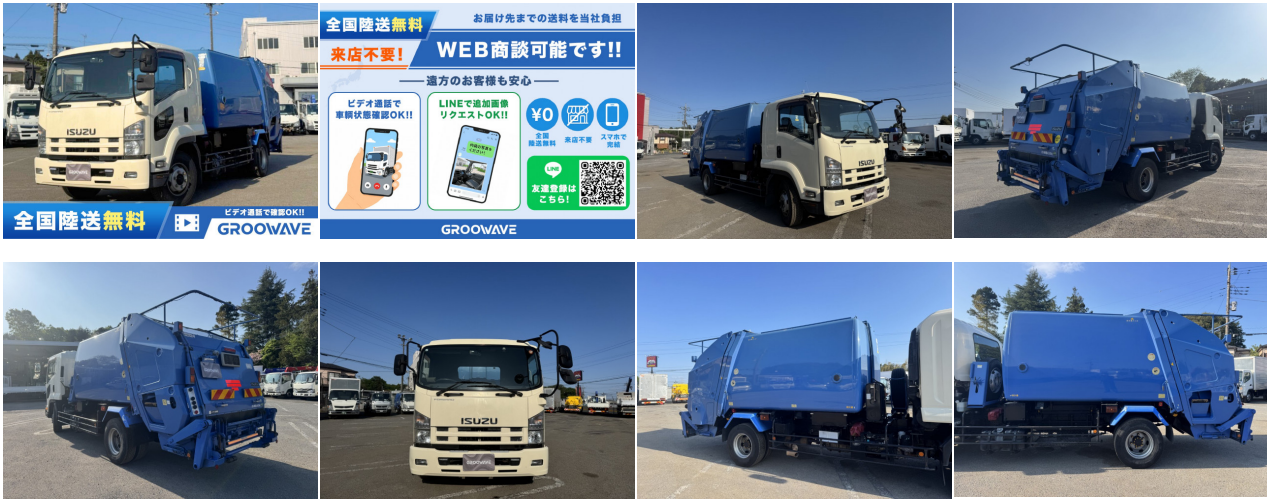 ISUZU
全国陸送無料
ビデオ通話で確認OK!!
GROOWAVE
全国陸送無料
お届け先までの送料を当社負担
来店不要!
WEB商談可能です!!
遠方のお客様も安心
ビデオ通話で
車輌状態確認OK!!
LINEで追加画像
リクエストOK!!
¥0
全国
陸送無料
来店不要
スマホで
完結
LINE
友達登録は
こちら!
GROOWAVE
ISUZU
ISUZU
GROOWAVE